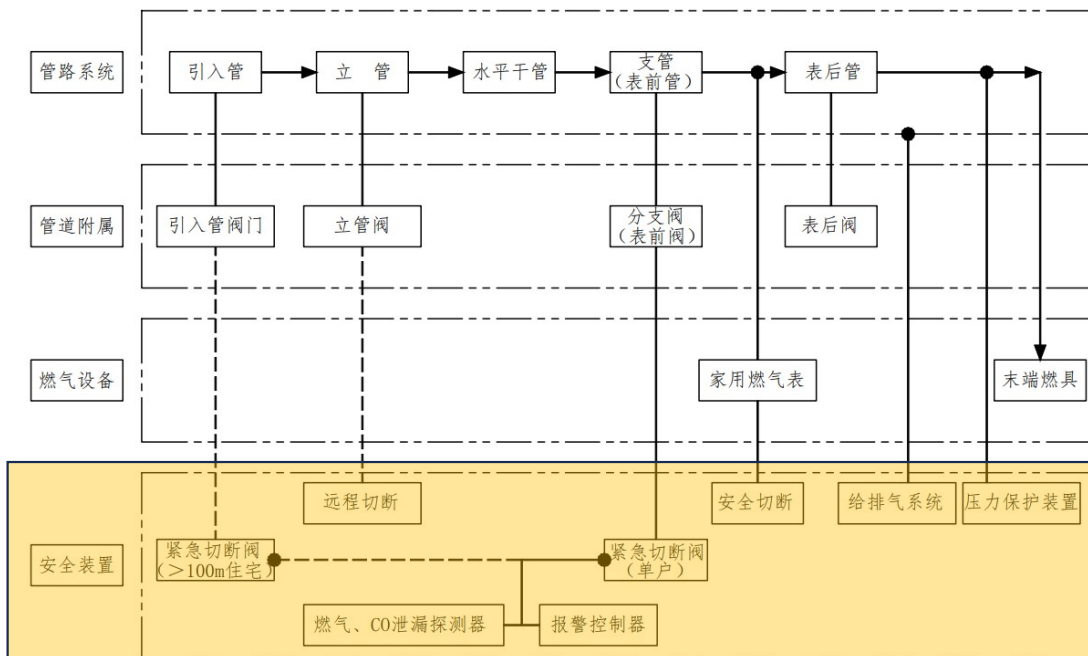 管路系统
引入管
立 管
水平干管
支管
（表前管）
表后管
管道附属
引入管阀门
立管阀
分支阀
（表前阀）
表后阀
燃气设备
家用燃气表
末端燃具
远程切断
安全切断
给排气系统
压力保护装置
安全装置
紧急切断阀
（＞100m住宅）
紧急切断阀
（单户）
燃气、CO泄漏探测器
报警控制器